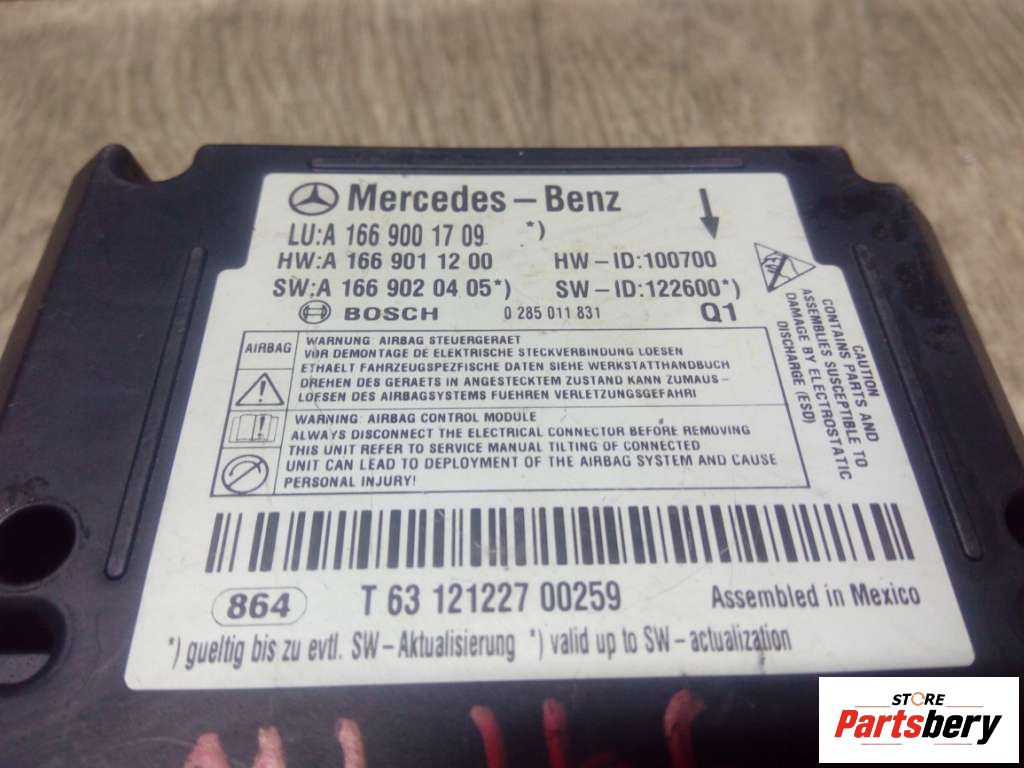 Mercedes-Benz
LU:A 166 900 17 09 *)
HW:A 166 901 12 00 HW-ID:100700
SW:A 166 902 04 05*) SW-ID:122600*)
BOSCH 0 285 011 831 Q1
AIRBAG
WARNUNG: AIRBAG STEUERGERAET
VOR DEMONTAGE DE ELEKTRISCHE STECKVERBINDUNG LOESEN
ETHAELT FAHRZEUGSPEZFISCHE DATEN SIEHE WERKSTATTHANDBUCH
DREHEN DES GERAETS IN ANGESTECKTEM ZUSTAND KANN ZUMAUS-
LOESEN DES AIRBAGSYSTEMS FUEHREN VERLETZUNGSGEFAHR!
WARNING: AIRBAG CONTROL MODULE
ALWAYS DISCONNECT THE ELECTRICAL CONNECTOR BEFORE REMOVING
THIS UNIT REFER TO SERVICE MANUAL TILTING OF CONNECTED
UNIT CAN LEAD TO DEPLOYMENT OF THE AIRBAG SYSTEM AND CAUSE
PERSONAL INJURY!
CAUTION
CONTAINS PARTS AND
ASSEMBLIES SUSCEPTIBLE TO
DAMAGE BY ELECTROSTATIC
DISCHARGE (ESD)
864 T 63 121227 00259 Assembled in Mexico
*) gueltig bis zu evtl. SW-Aktualisierung *) valid up to SW-actualization
STORE
Partsbery